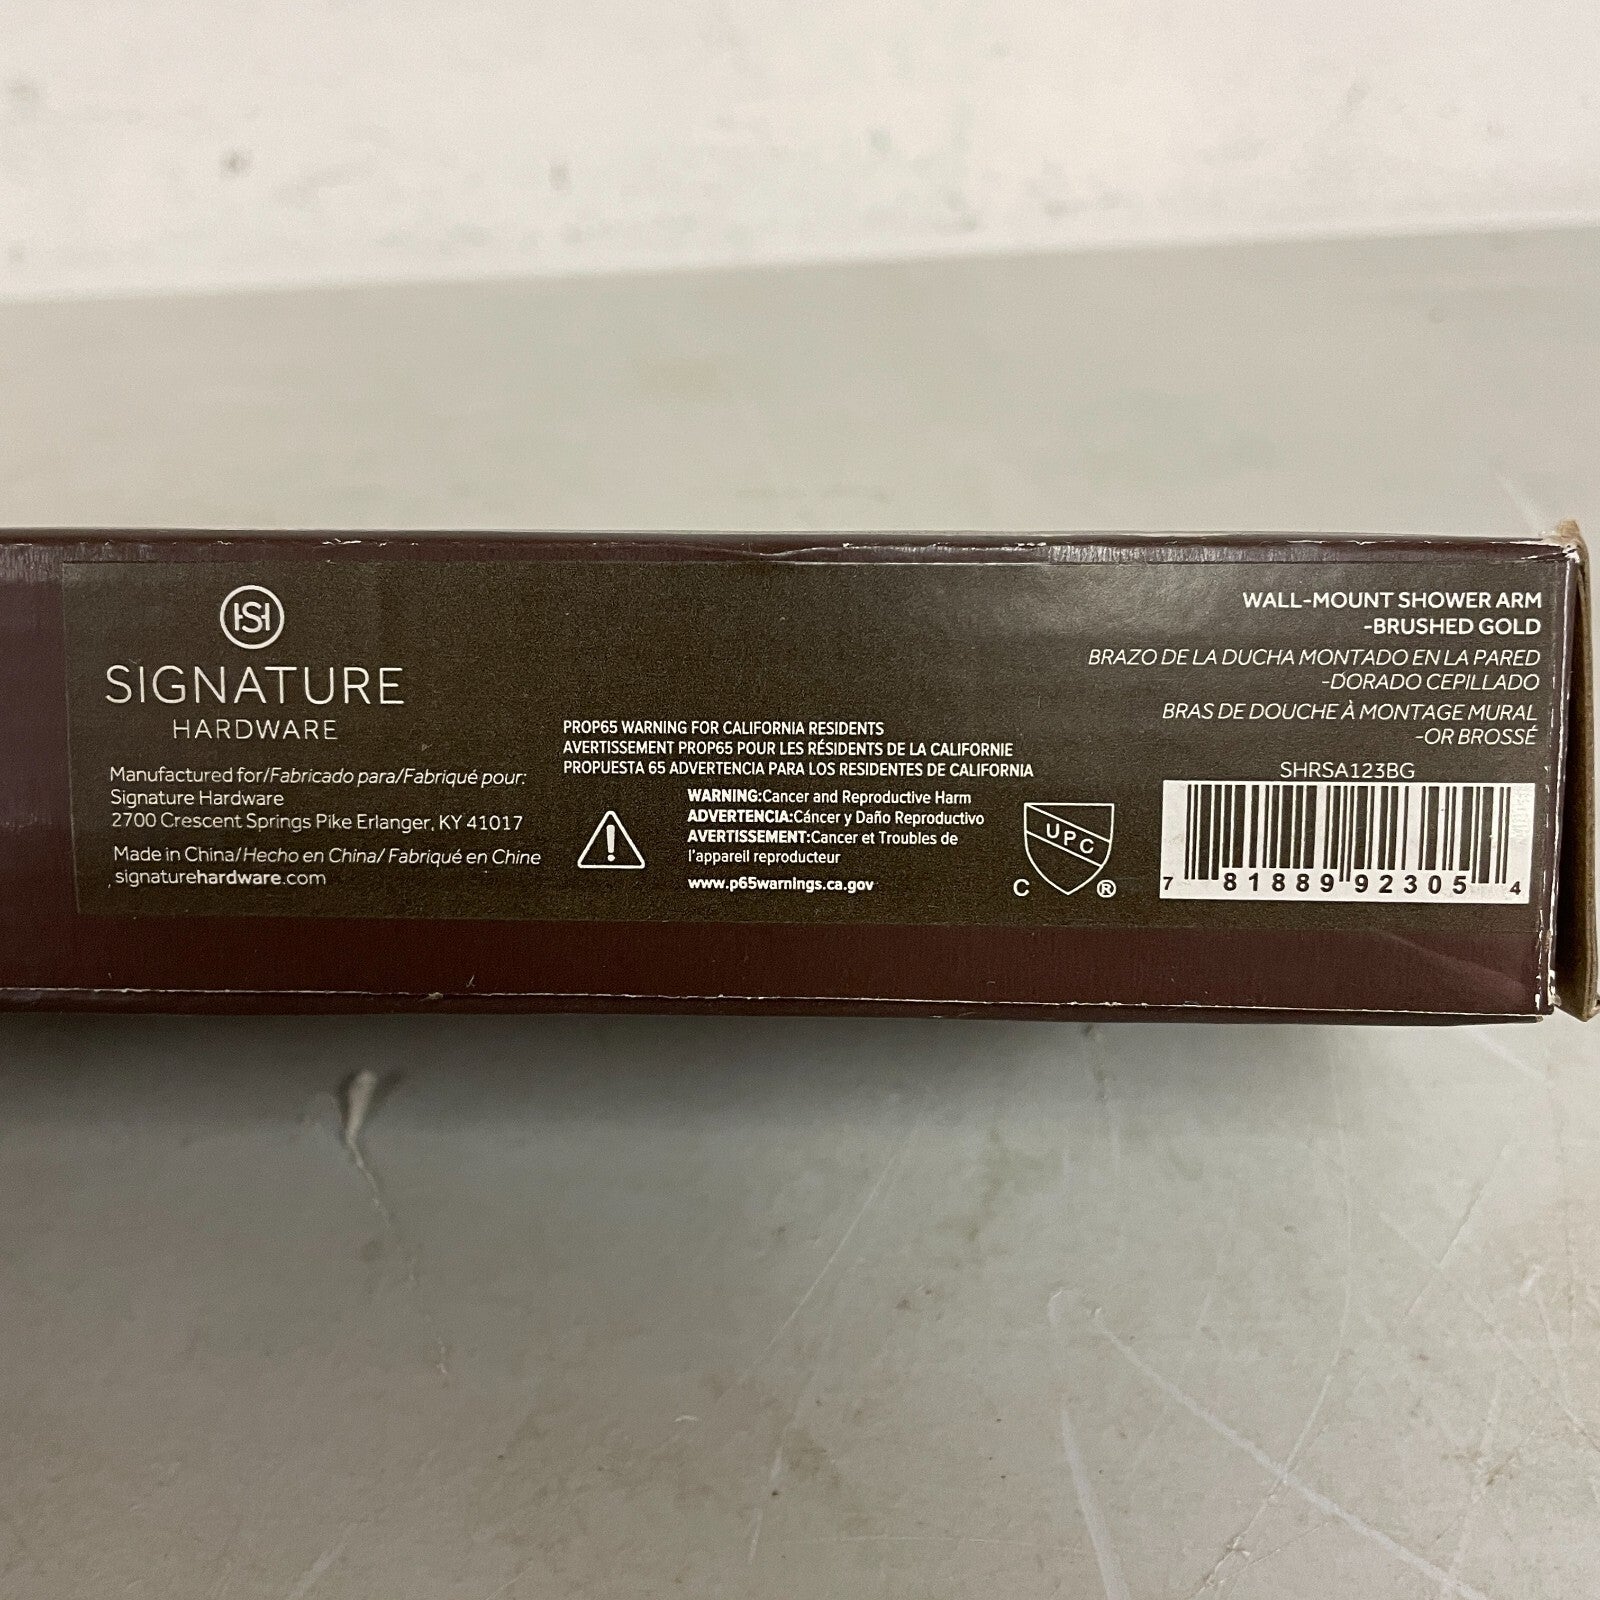 HS
SIGNATURE
HARDWARE
Manufactured for/Fabricado para/Fabriqué pour:
Signature Hardware
2700 Crescent Springs Pike Erlanger, KY 41017
Made in China/Hecho en China/ Fabriqué en Chine
signaturehardware.com
PROP65 WARNING FOR CALIFORNIA RESIDENTS
AVERTISSEMENT PROP65 POUR LES RÉSIDENTS DE LA CALIFORNIE
PROPUESTA 65 ADVERTENCIA PARA LOS RESIDENTES DE CALIFORNIA
WARNING:Cancer and Reproductive Harm
ADVERTENCIA:Cáncer y Daño Reproductivo
AVERTISSEMENT:Cancer et Troubles de
l'appareil reproducteur
www.p65warnings.ca.gov
UPC
C ®
WALL-MOUNT SHOWER ARM
-BRUSHED GOLD
BRAZO DE LA DUCHA MONTADO EN LA PARED
-DORADO CEPILLADO
BRAS DE DOUCHE À MONTAGE MURAL
-OR BROSSÉ
SHRSA123BG
7 81889 92305 4